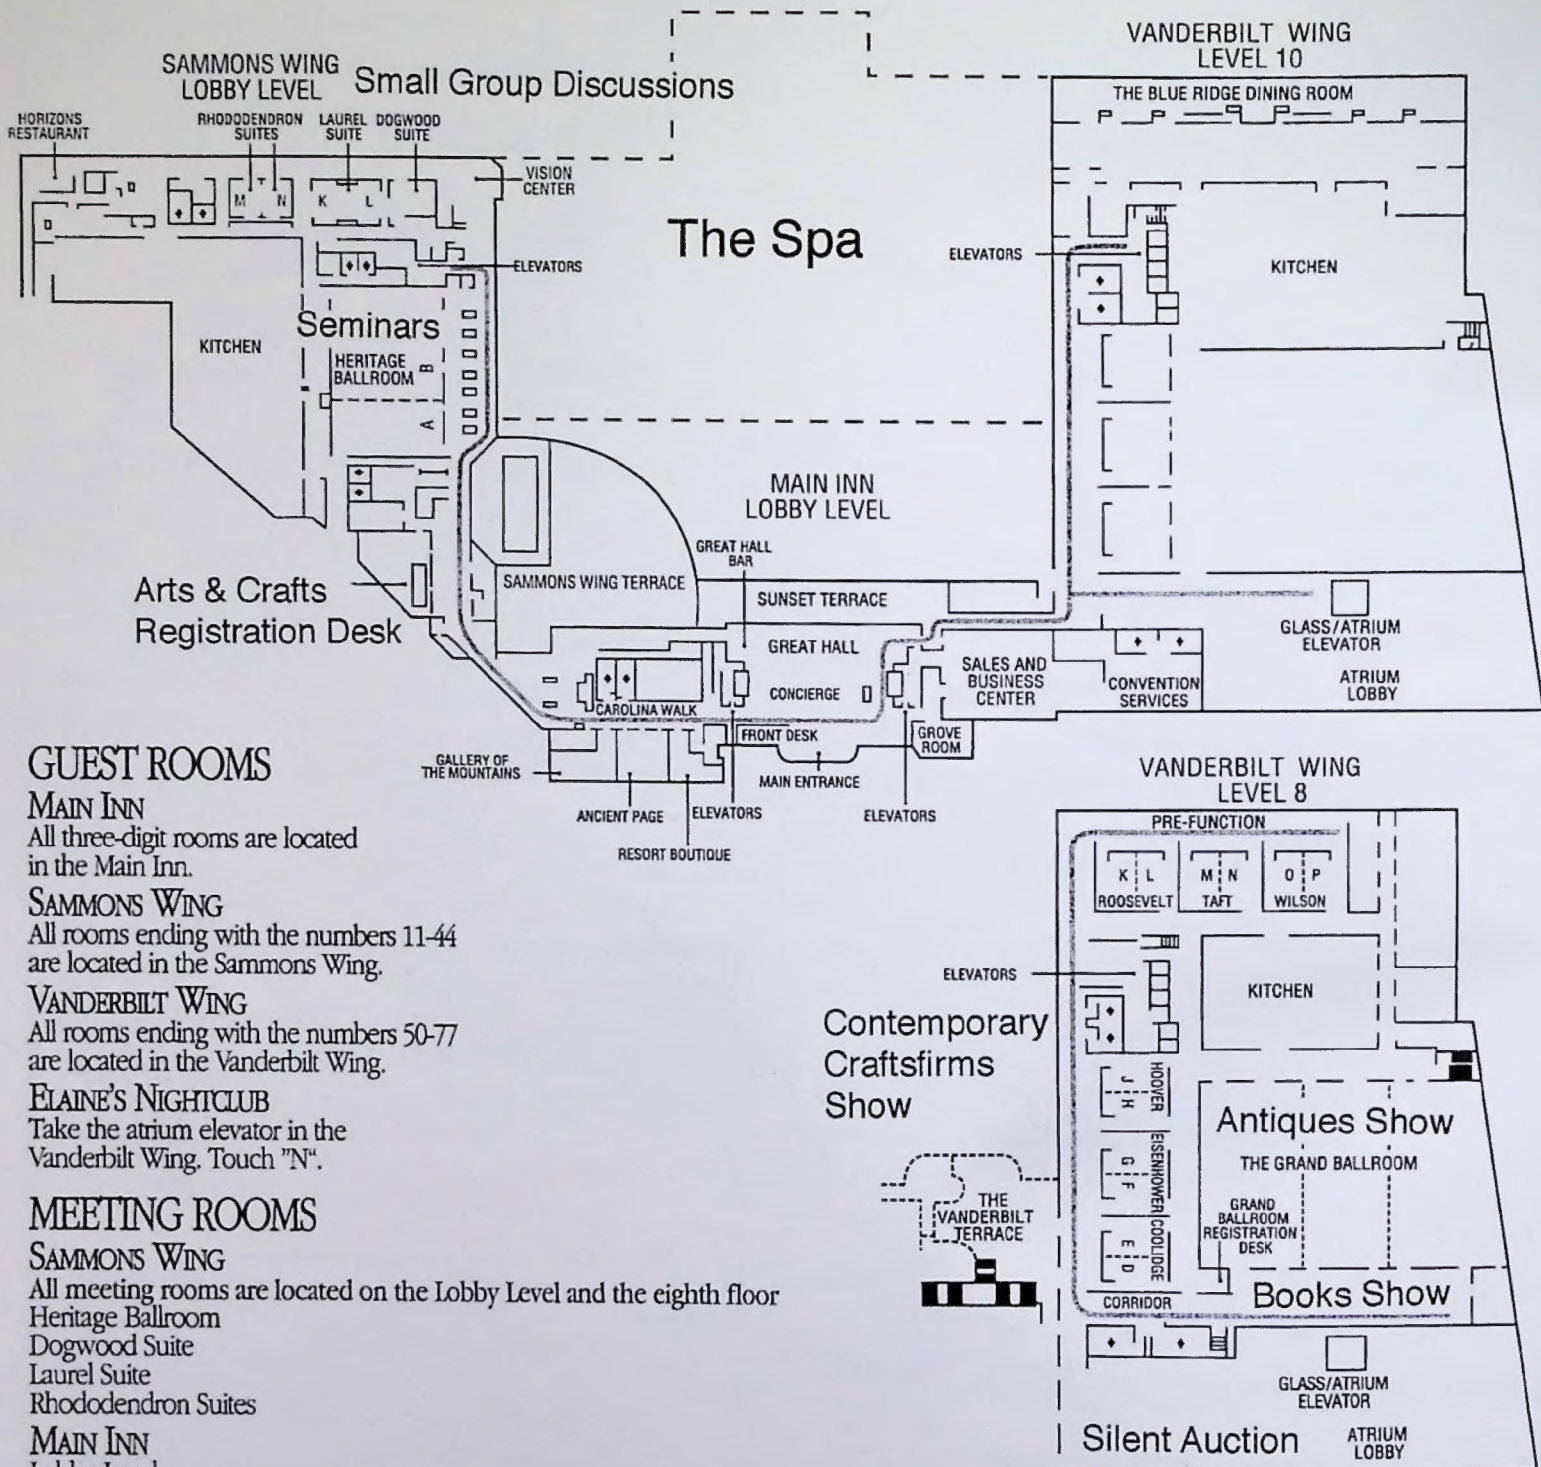 VANDERBILT WING
LEVEL 10
THE BLUE RIDGE DINING ROOM
SAMMONS WING
LOBBY LEVEL
Small Group Discussions
HORIZONS
RESTAURANT
RHODODENDRON
SUITES
LAUREL
SUITE
DOGWOOD
SUITE
VISION
CENTER
M N K L
The Spa
ELEVATORS
ELEVATORS
KITCHEN
Seminars
KITCHEN
HERITAGE
BALLROOM
B
A
MAIN INN
LOBBY LEVEL
GREAT HALL
BAR
Arts & Crafts
Registration Desk
SAMMONS WING TERRACE
SUNSET TERRACE
GREAT HALL
CONCIERGE
CAROLINA WALK
SALES AND
BUSINESS
CENTER
CONVENTION
SERVICES
GLASS/ATRIUM
ELEVATOR
ATRIUM
LOBBY
FRONT DESK
GROVE
ROOM
GALLERY OF
THE MOUNTAINS
MAIN ENTRANCE
ANCIENT PAGE
ELEVATORS
ELEVATORS
RESORT BOUTIQUE
GUEST ROOMS
MAIN INN
All three-digit rooms are located
in the Main Inn.
SAMMONS WING
All rooms ending with the numbers 11-44
are located in the Sammons Wing.
VANDERBILT WING
All rooms ending with the numbers 50-77
are located in the Vanderbilt Wing.
ELAINE'S NIGHTCLUB
Take the atrium elevator in the
Vanderbilt Wing. Touch "N".
MEETING ROOMS
SAMMONS WING
All meeting rooms are located on the Lobby Level and the eighth floor
Heritage Ballroom
Dogwood Suite
Laurel Suite
Rhododendron Suites
MAIN INN
VANDERBILT WING
LEVEL 8
PRE-FUNCTION
K L M N O P
ROOSEVELT TAFT WILSON
ELEVATORS
KITCHEN
Contemporary
Craftsfirms
Show
J H HOOVER
G F EISENHOWER
E D COOLIDGE
Antiques Show
THE GRAND BALLROOM
GRAND
BALLROOM
REGISTRATION
DESK
THE
VANDERBILT
TERRACE
CORRIDOR
Books Show
GLASS/ATRIUM
ELEVATOR
Silent Auction
ATRIUM
LOBBY